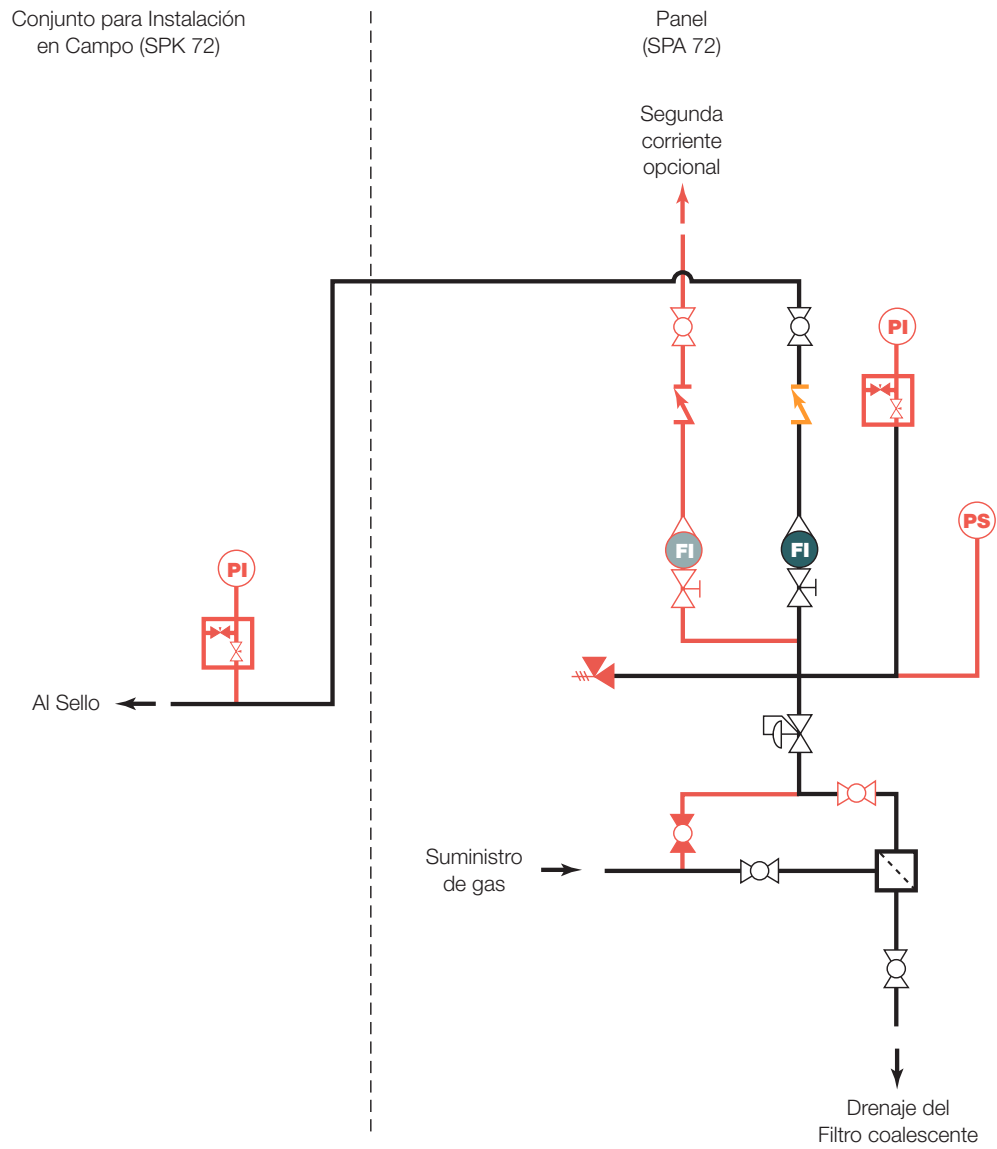 Conjunto para Instalación
en Campo (SPK 72)
Panel
(SPA 72)
Segunda
corriente
opcional
PI
PS
FI
FI
PI
Al Sello
Suministro
de gas
Drenaje del
Filtro coalescente